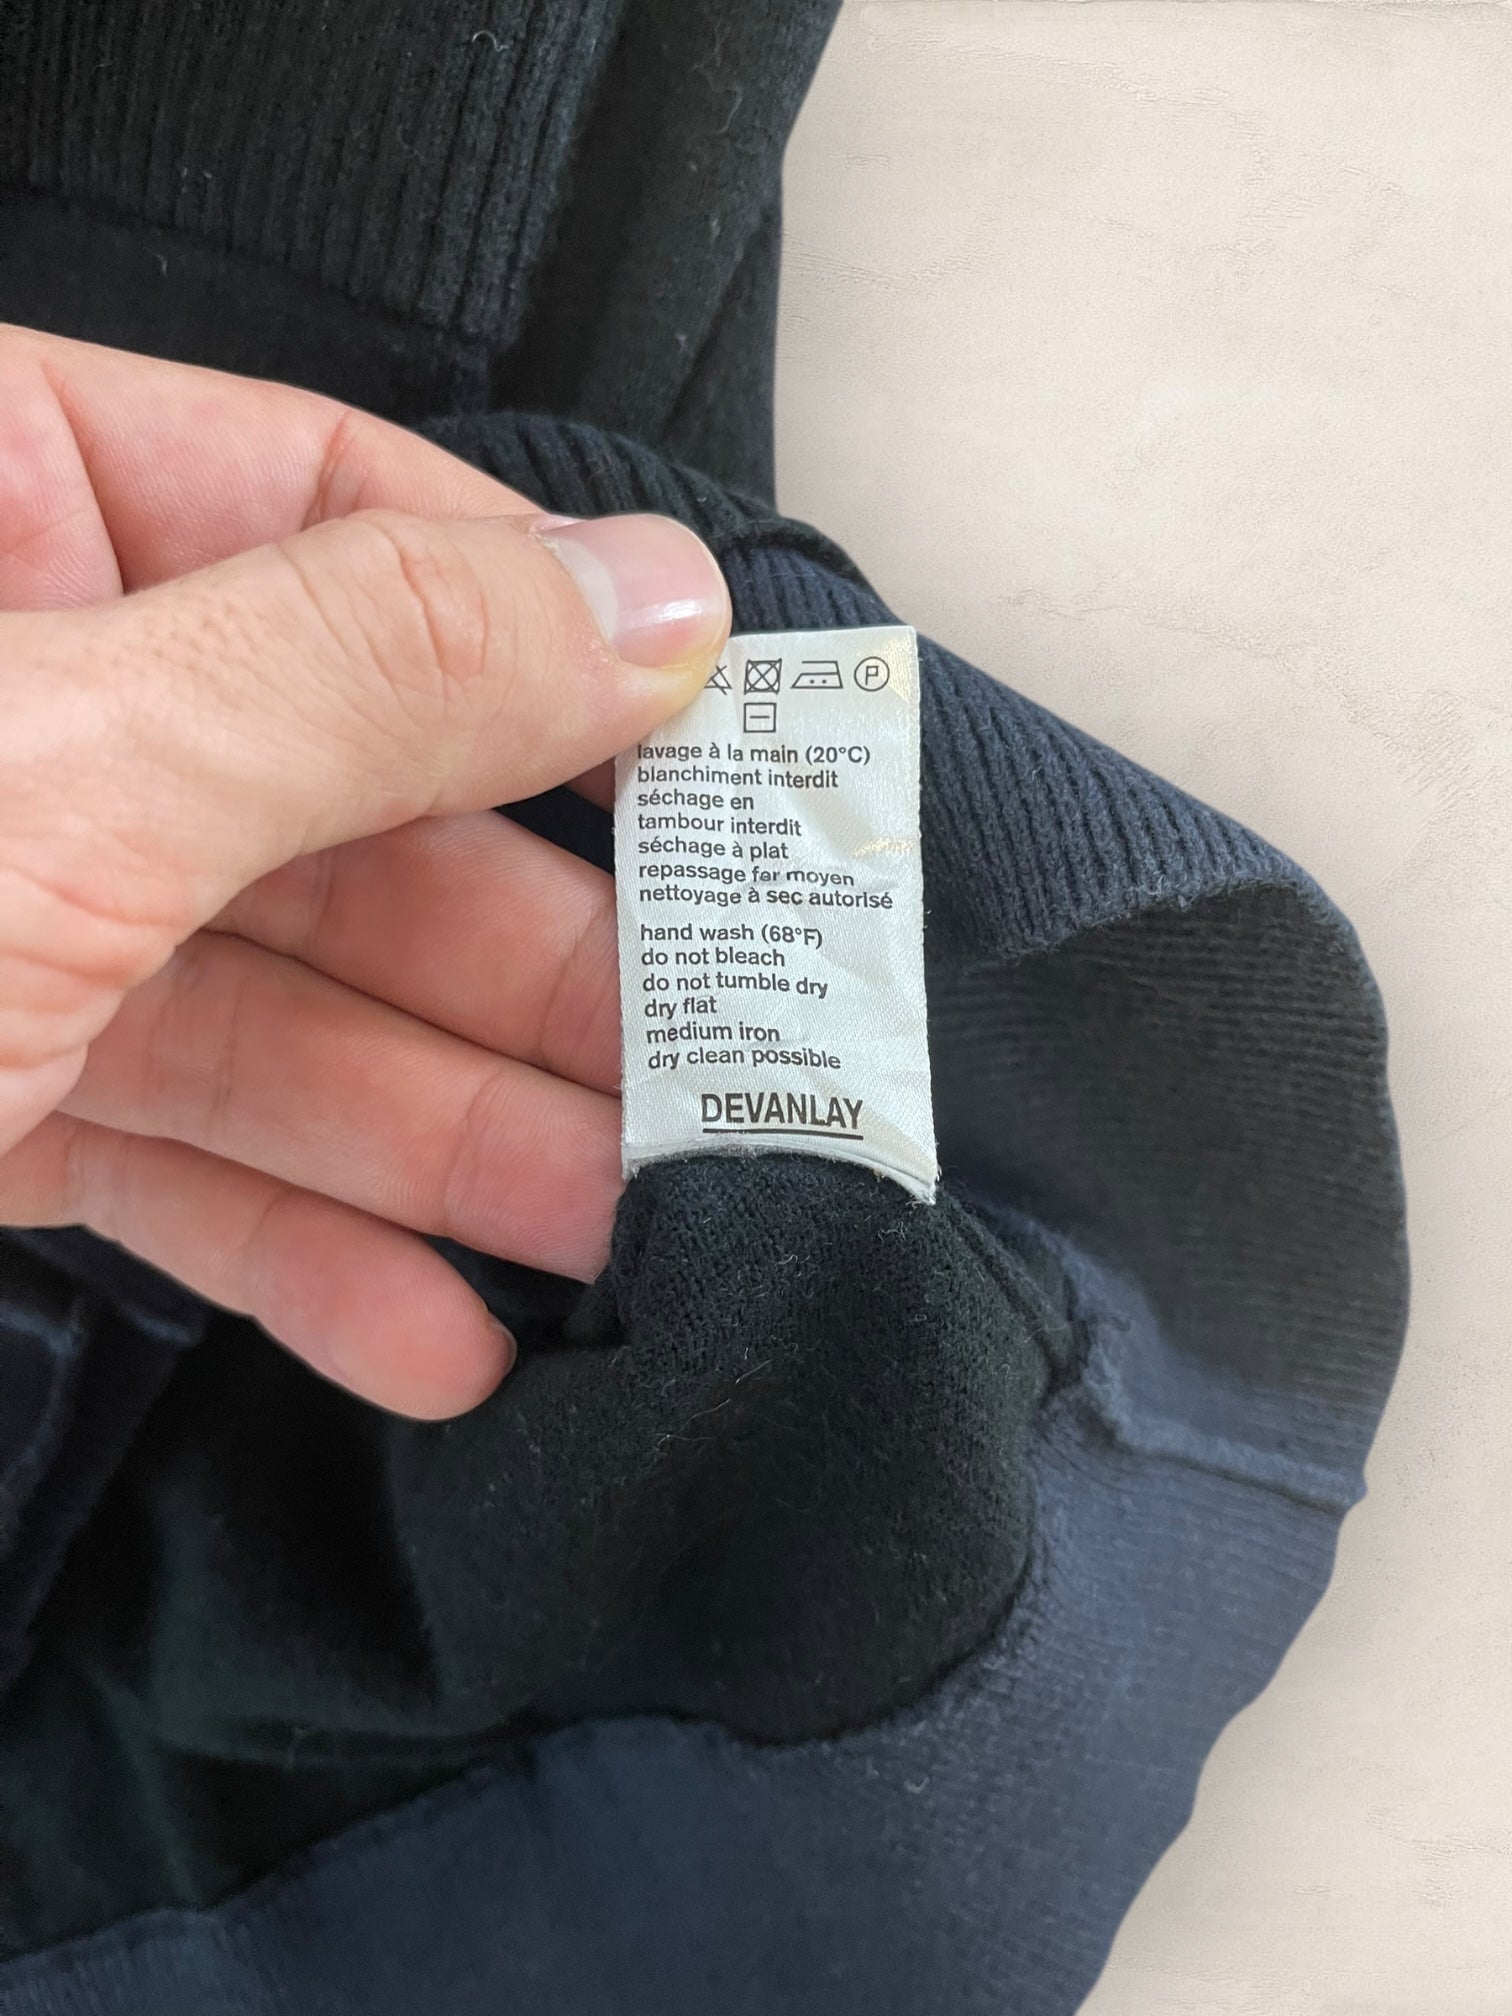 P
lavage à la main (20°C)
blanchiment interdit
séchage en
tambour interdit
séchage à plat
repassage fer moyen
nettoyage à sec autorisé
hand wash (68°F)
do not bleach
do not tumble dry
dry flat
medium iron
dry clean possible
DEVANLAY